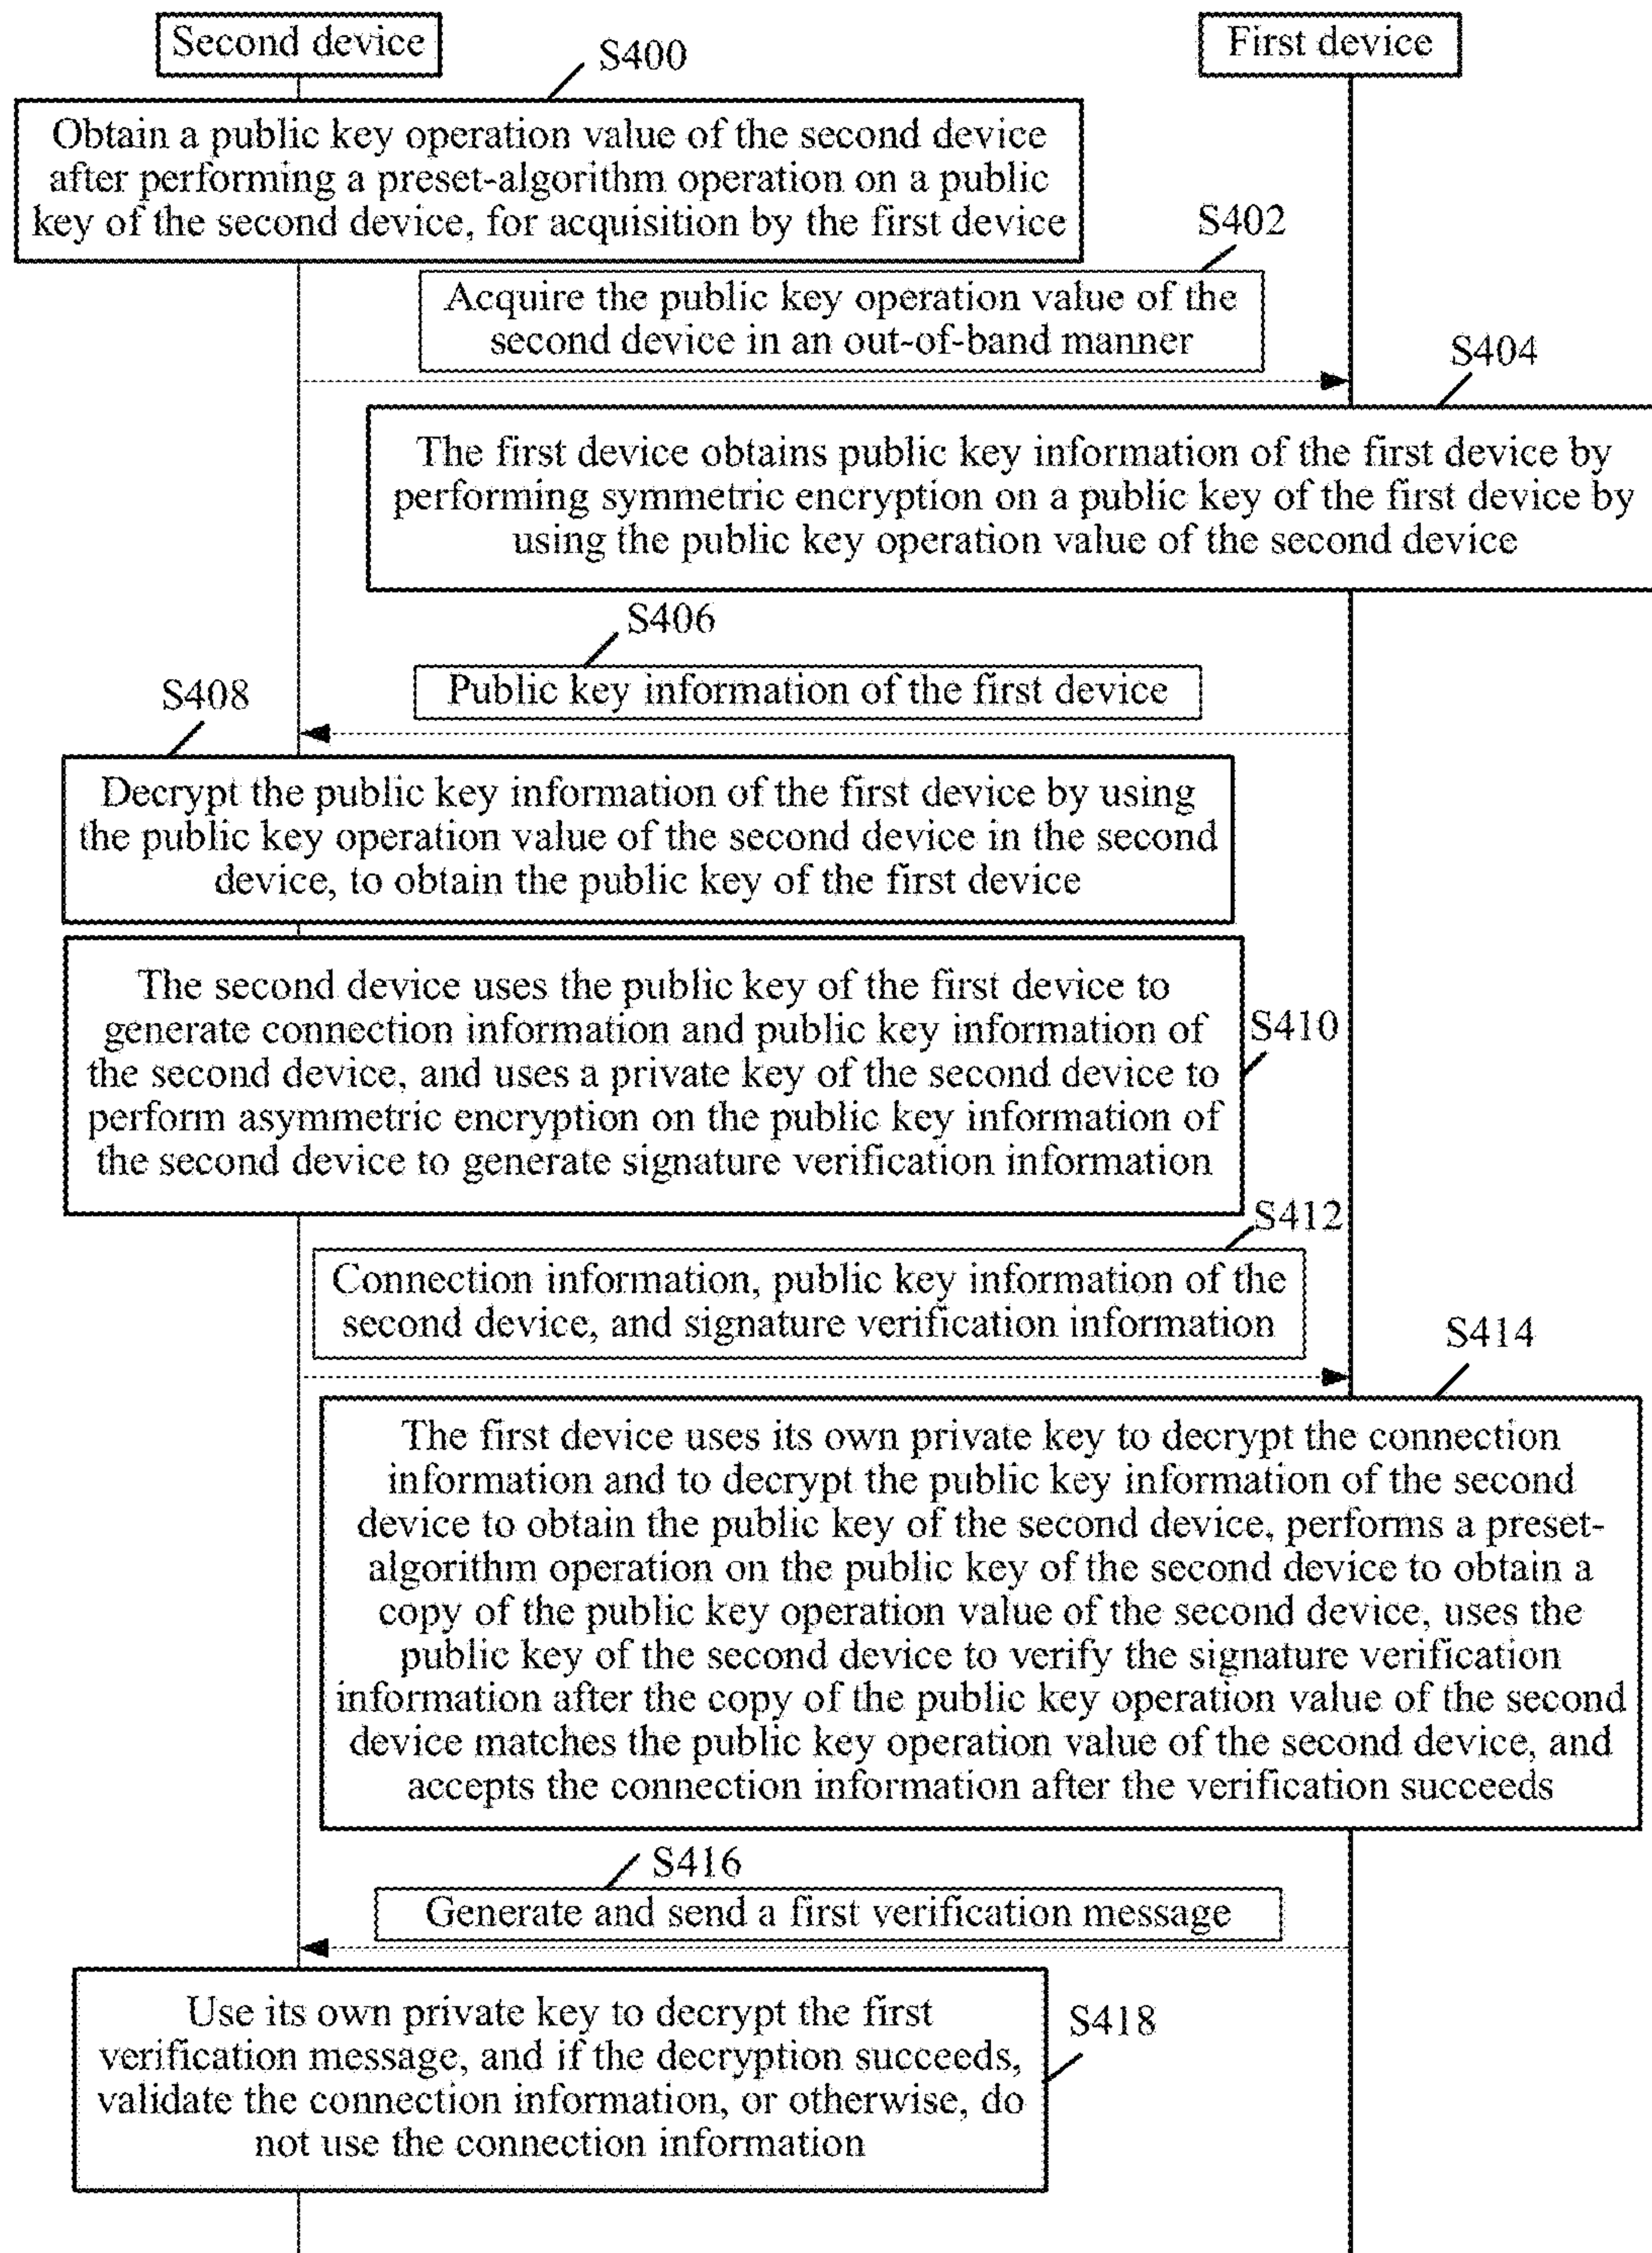 Second device
First device
S400
Obtain a public key operation value of the second device
after performing a preset-algorithm operation on a public
key of the second device, for acquisition by the first device
S402
Acquire the public key operation value of the
second device in an out-of-band manner
S404
The first device obtains public key information of the first device by
performing symmetric encryption on a public key of the first device by
using the public key operation value of the second device
S406
Public key information of the first device
S408
Decrypt the public key information of the first device by using
the public key operation value of the second device in the second
device, to obtain the public key of the first device
The second device uses the public key of the first device to
generate connection information and public key information of
the second device, and uses a private key of the second device to
perform asymmetric encryption on the public key information of
the second device to generate signature verification information
S410
S412
Connection information, public key information of the
second device, and signature verification information
S414
The first device uses its own private key to decrypt the connection
information and to decrypt the public key information of the second
device to obtain the public key of the second device, performs a preset-
algorithm operation on the public key of the second device to obtain a
copy of the public key operation value of the second device, uses the
public key of the second device to verify the signature verification
information after the copy of the public key operation value of the second
device matches the public key operation value of the second device, and
accepts the connection information after the verification succeeds
S416
Generate and send a first verification message
Use its own private key to decrypt the first
verification message, and if the decryption succeeds,
validate the connection information, or otherwise, do
not use the connection information
S418